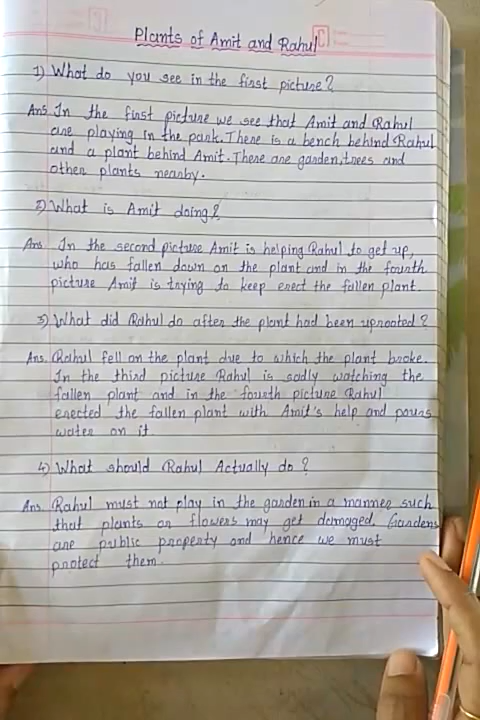 Plants of Amit and Rahul
1) What do you see in the first picture?
Ans In the first picture we see that Amit and Rahul
are playing in the park. There is a bench behind Rahul
and a plant behind Amit. There are garden, trees and
other plants nearby.
2) What is Amit doing?
Ans In the second picture Amit is helping Rahul to get up,
who has fallen down on the plant and in the fourth
picture Amit is trying to keep erect the fallen plant.
3) What did Rahul do after the plant had been uprooted?
Ans. Rahul fell on the plant due to which the plant broke.
In the third picture Rahul is sadly watching the
fallen plant and in the fourth picture Rahul
erected the fallen plant with Amit's help and pours
water on it
4) What should Rahul Actually do?
Ans. Rahul must not play in the garden in a manner such
that plants or flowers may get damaged. Gardens
are public property and hence we must
protect them.